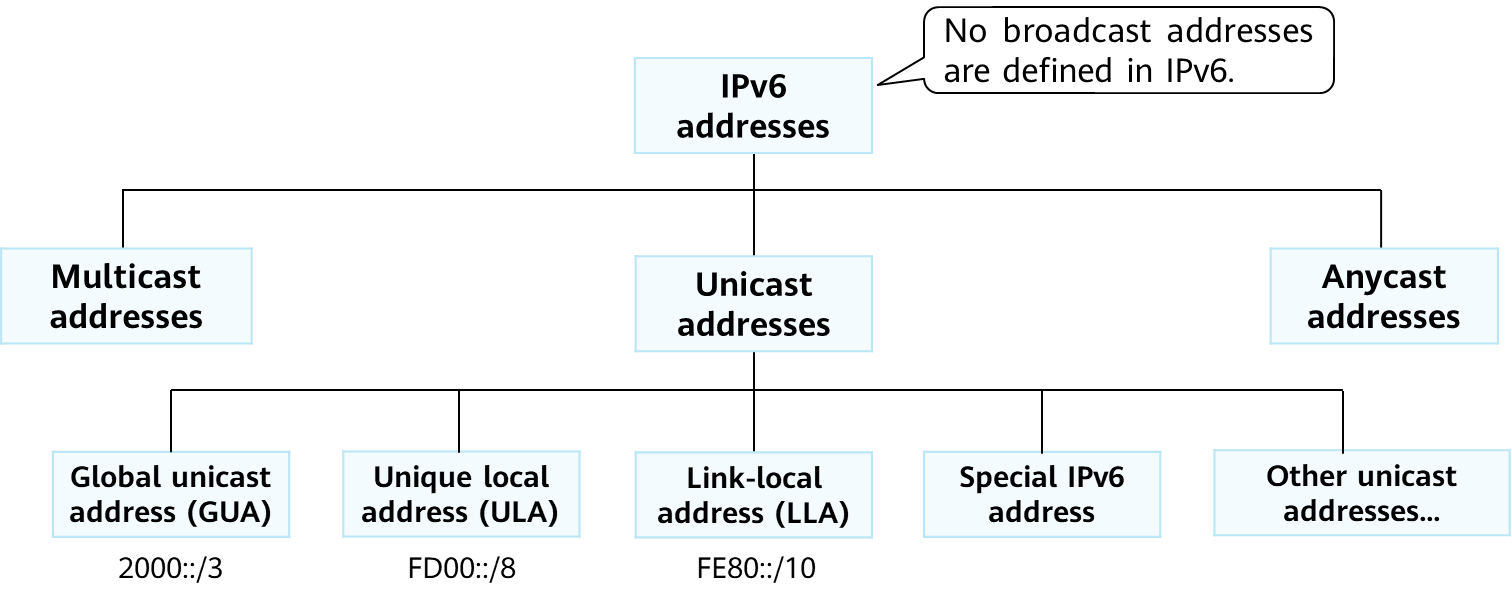 No broadcast addresses
are defined in IPv6.
IPv6
addresses
Multicast
addresses
Unicast
addresses
Anycast
addresses
Global unicast
address (GUA)
Unique local
address (ULA)
Link-local
address (LLA)
Special IPv6
address
Other unicast
addresses...
2000::/3
FD00::/8
FE80::/10